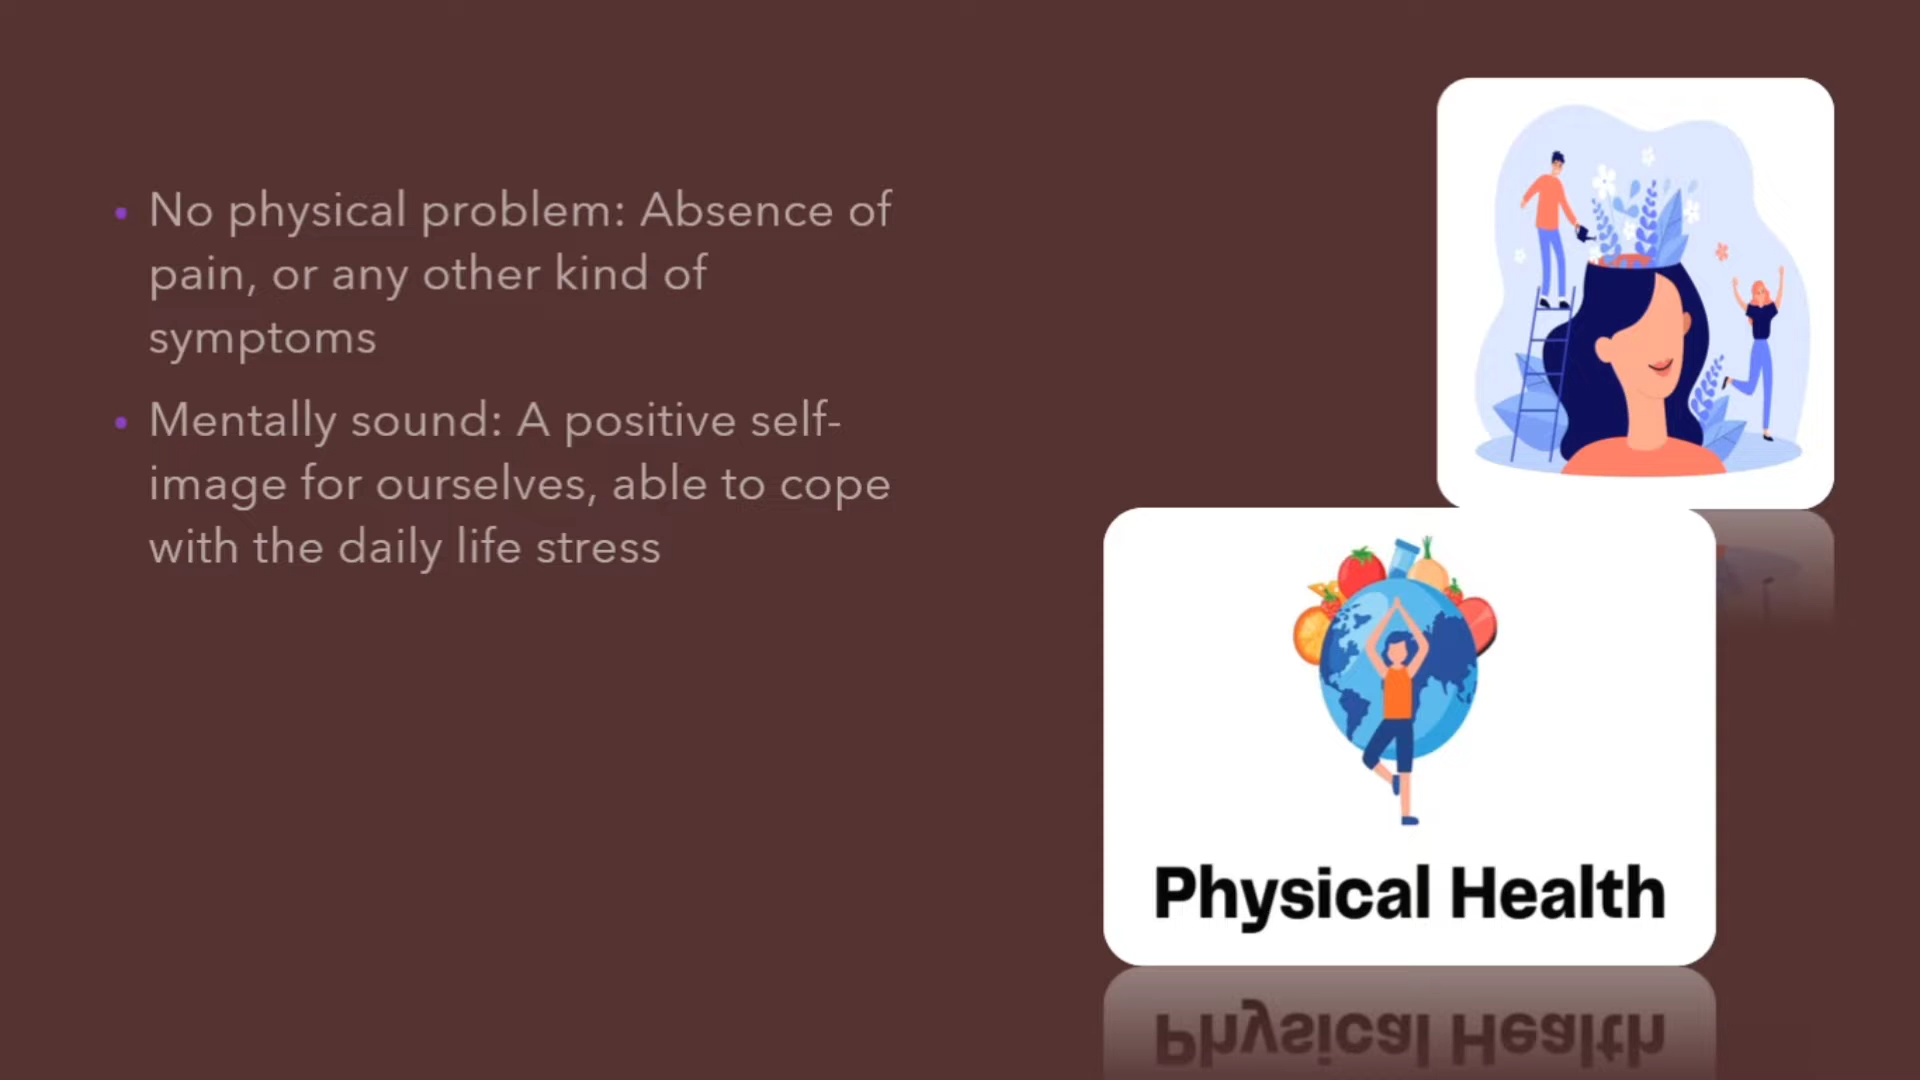 No physical problem: Absence of
pain, or any other kind of
symptoms
Mentally sound: A positive self-
image for ourselves, able to cope
with the daily life stress
Physical Health